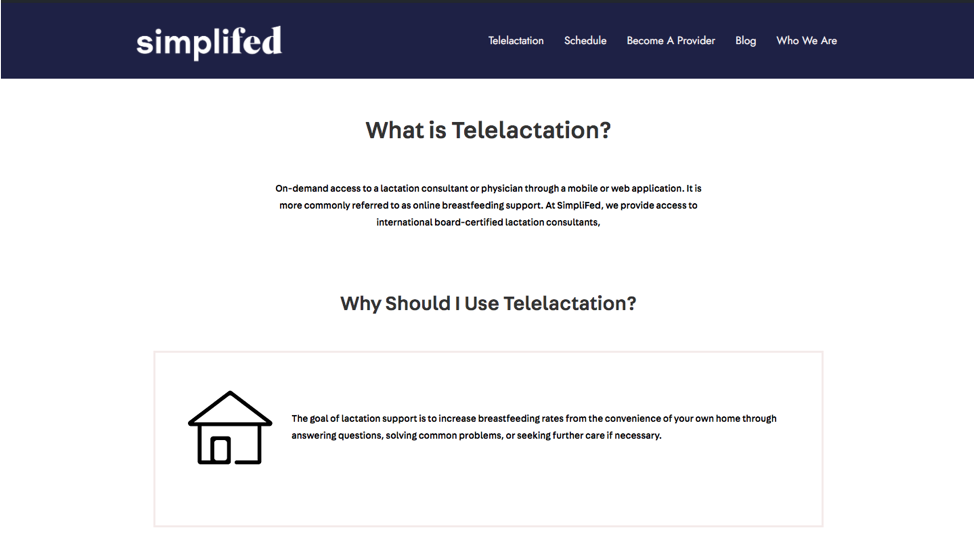 simplifed
Telelactation Schedule Become A Provider Blog Who We Are
What is Telelactation?
On-demand access to a lactation consultant or physician through a mobile or web application. It is
more commonly referred to as online breastfeeding support. At SimpliFed, we provide access to
international board-certified lactation consultants,
Why Should I Use Telelactation?
The goal of lactation support is to increase breastfeeding rates from the convenience of your own home through
answering questions, solving common problems, or seeking further care if necessary.